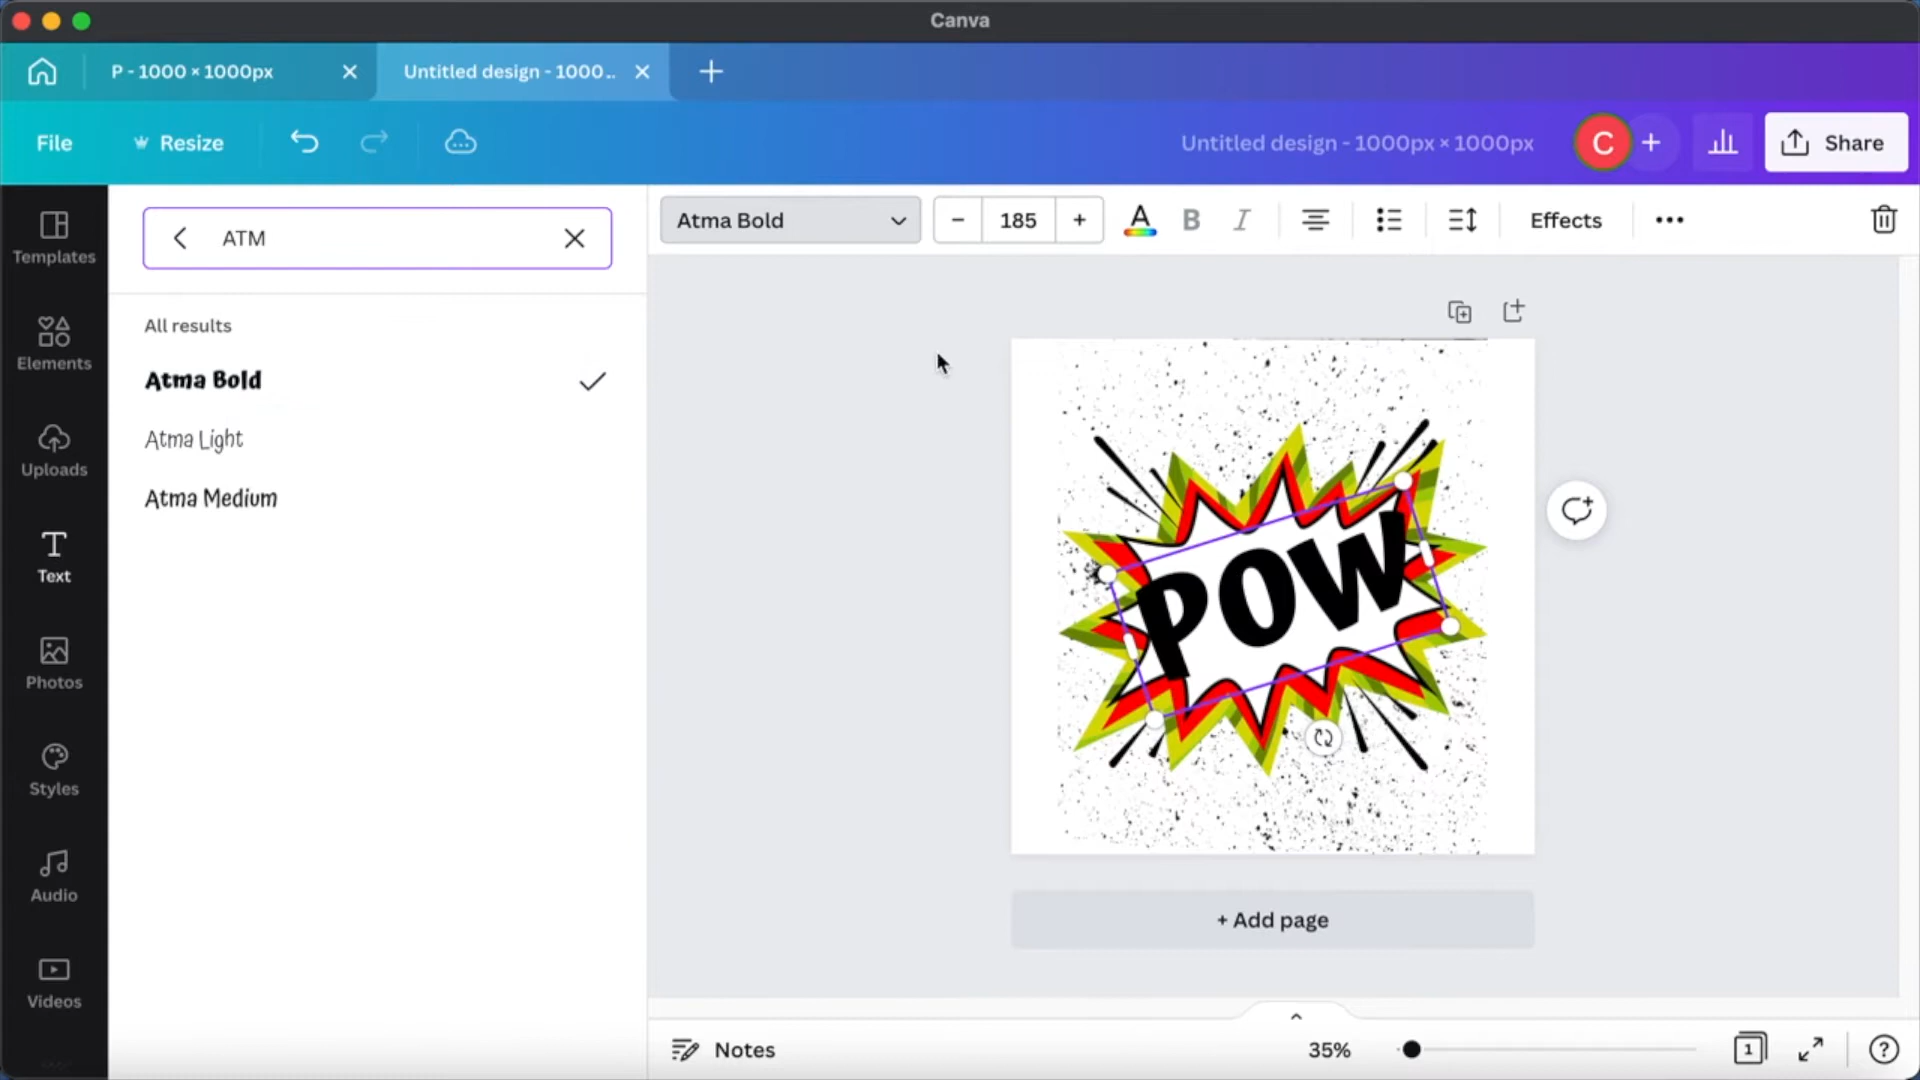 Canva
P - 1000 × 1000px
Untitled design - 1000..
File
Resize
Untitled design - 1000px × 1000px
C
Share
Templates
Elements
Uploads
Text
Photos
Styles
Audio
Videos
ATM
All results
Atma Bold
Atma Light
Atma Medium
Atma Bold
185
A
B
I
Effects
POW
+ Add page
Notes
35%
1
?